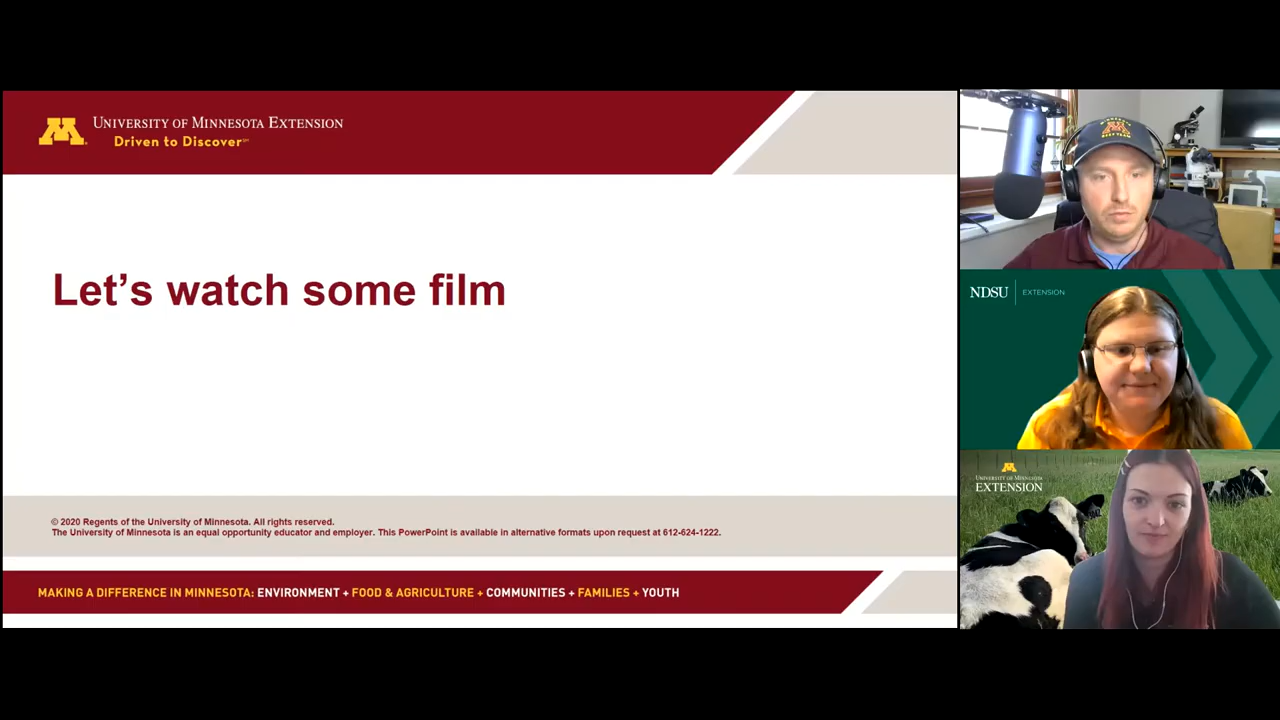 University of Minnesota Extension
Driven to Discover℠
Let's watch some film
© 2020 Regents of the University of Minnesota. All rights reserved.
The University of Minnesota is an equal opportunity educator and employer. This PowerPoint is available in alternative formats upon request at 612-624-1222.
MAKING A DIFFERENCE IN MINNESOTA: ENVIRONMENT + FOOD & AGRICULTURE + COMMUNITIES + FAMILIES + YOUTH
NDSU EXTENSION
University of Minnesota
EXTENSION